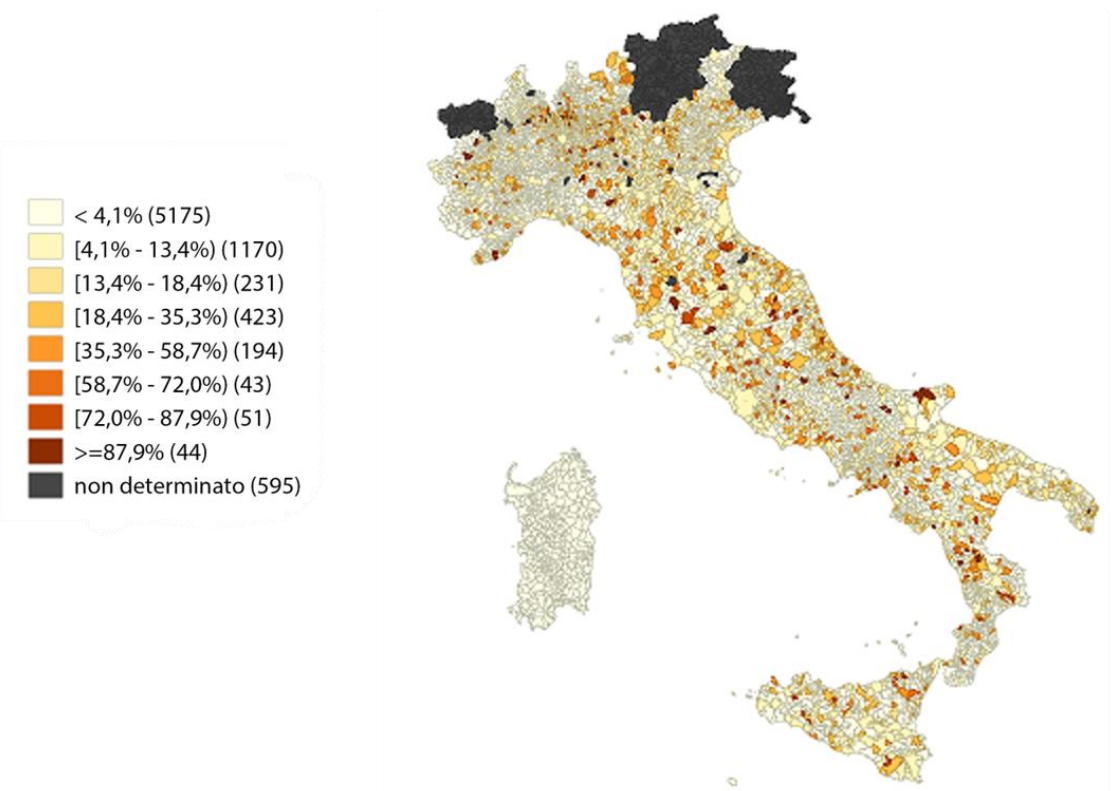 < 4,1% (5175)
[4,1% - 13,4%) (1170)
[13,4% - 18,4%) (231)
[18,4% - 35,3%) (423)
[35,3% - 58,7%) (194)
[58,7% - 72,0%) (43)
[72,0% - 87,9%) (51)
>=87,9% (44)
non determinato (595)